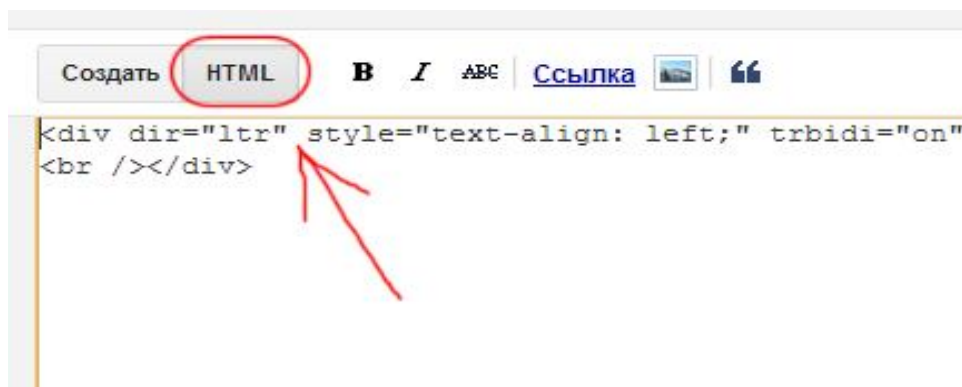 Создать HTML B I ABC Ссылка
<div dir="ltr" style="text-align: left;" trbidi="on"
<br /></div>